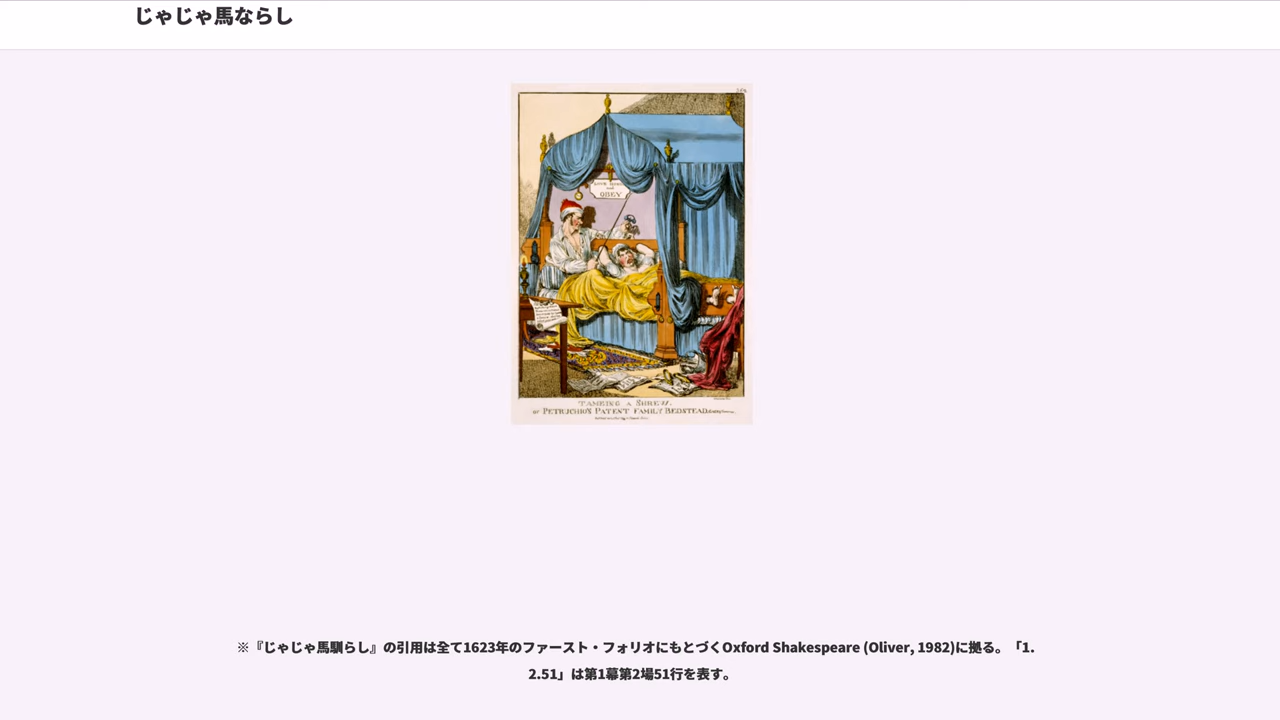 じゃじゃ馬ならし
OBEY
TAMEING A SHREW.
or PETRUCHIO'S PATENT FAMILY BEDSTEAD
※『じゃじゃ馬馴らし』の引用は全て1623年のファースト・フォリオにもとづくOxford Shakespeare (Oliver, 1982)に拠る。「1.
2.51」は第1幕第2場51行を表す。